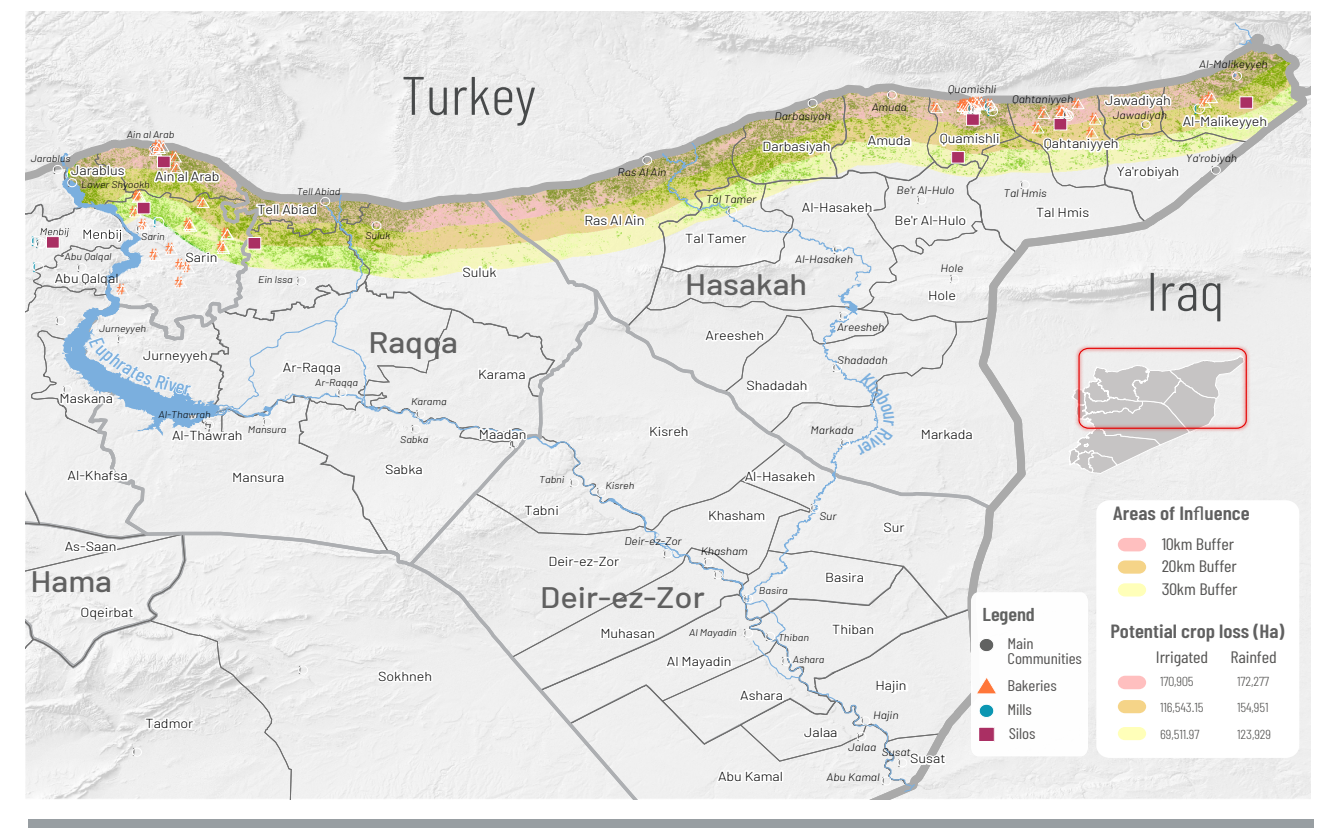 Turkey
Al-Malikeyyeh
Quamishli
Qahtaniyyeh
Jawadiyah
Amuda
Darbasiyah
Jawadiyah
Al-Malikeyyeh
Ain al Arab
Quamishli
Amuda
Qahtaniyyeh
Darbasiyah
Jarablus
Jarablus
Ain al Arab
Ras Al Ain
Ya'robiyah
Ya'robiyah
Lower Shyookh
Tell Abiad
Tell Abiad
Tal Tamer
Be'r Al-Hulo
Tal Hmis
Al-Hasakeh
Be'r Al-Hulo
Tal Hmis
Ras Al Ain
Menbij
Menbij
Sarin
Suluk
Tal Tamer
Abu Qalqal
Sarin
Al-Hasakeh
Abu Qalqal
Ein Issa
Suluk
Hole
Hole
Hasakah
Iraq
Jurneyyeh
Jurneyyeh
Areesheh
Areesheh
Raqqa
Euphrates River
Ar-Raqqa
Ar-Raqqa
Karama
Shadadah
Shadadah
Khabour River
Maskana
Karama
Al-Thawrah
Al-Thawrah
Mansura
Sabka
Maadan
Kisreh
Markada
Markada
Al-Khafsa
Mansura
Sabka
Tabni
Kisreh
Al-Hasakeh
Tabni
Khasham
Sur
Sur
As-Saan
Deir-ez-Zor
Khasham
Deir-ez-Zor
Hama
Basira
Basira
Deir-ez-Zor
Oqeirbat
Muhasan
Al Mayadin
Thiban
Thiban
Al Mayadin
Ashara
Sokhneh
Ashara
Hajin
Hajin
Tadmor
Jalaa
Jalaa
Susat
Susat
Abu Kamal
Abu Kamal
Areas of Influence
10km Buffer
20km Buffer
30km Buffer
Legend
Main
Communities
Bakeries
Mills
Silos
Potential crop loss (Ha)
Irrigated Rainfed
170,905 172,277
116,543.15 154,951
69,511.97 123,929